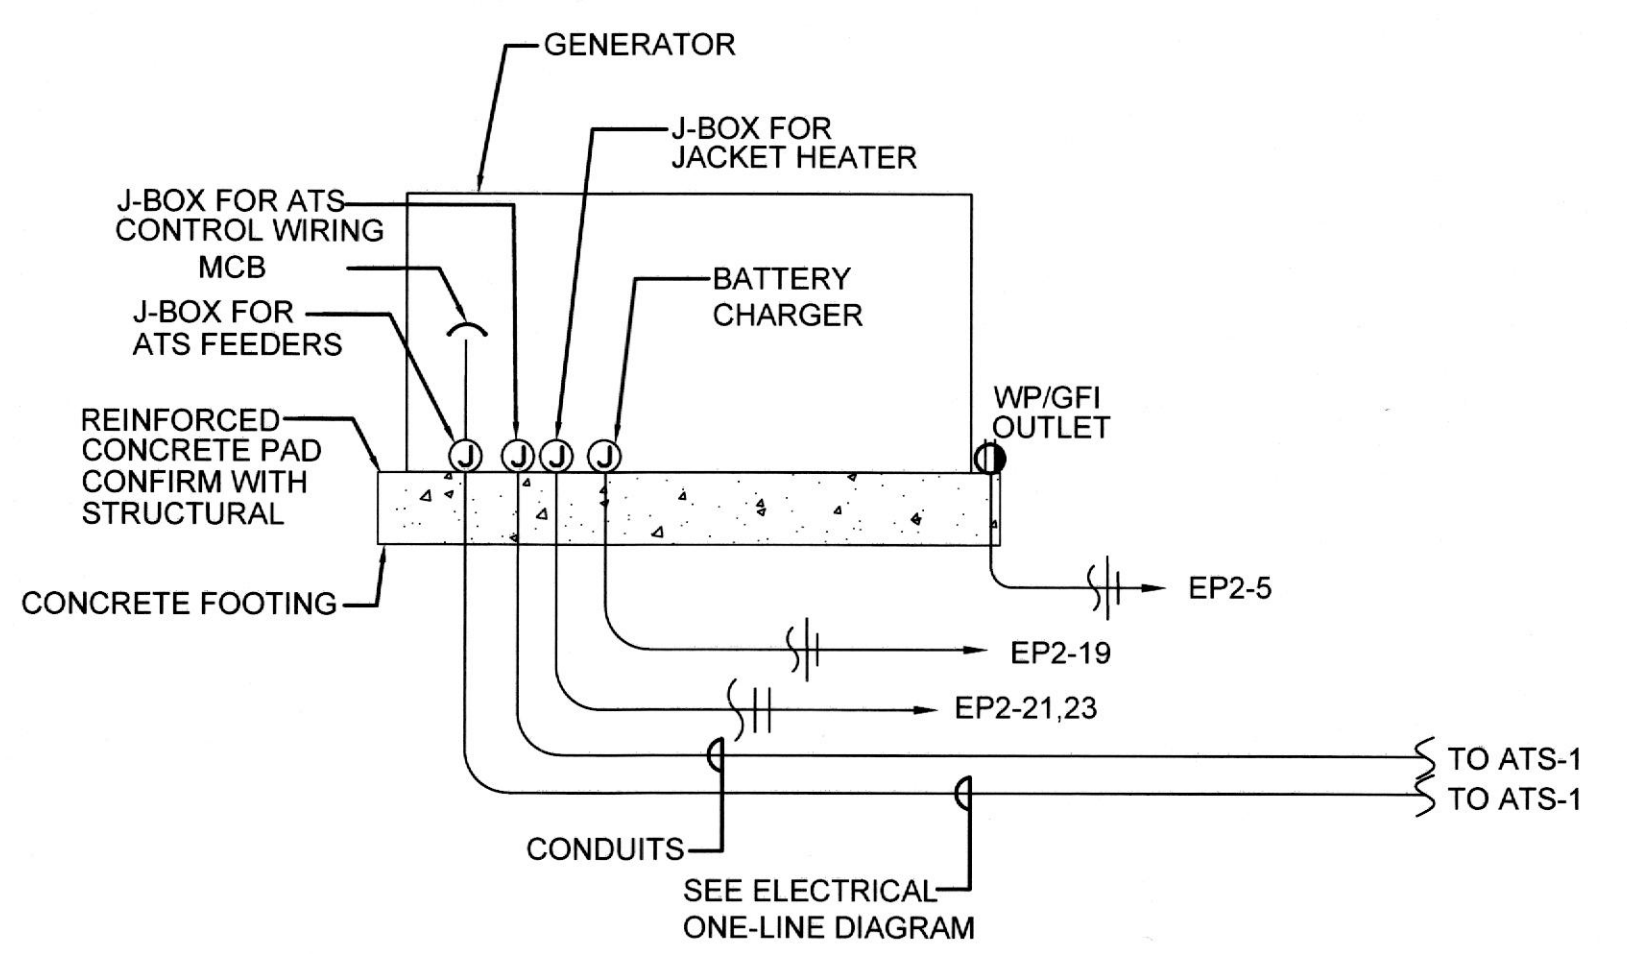 GENERATOR
J-BOX FOR
JACKET HEATER
J-BOX FOR ATS
CONTROL WIRING
MCB
J-BOX FOR
ATS FEEDERS
BATTERY
CHARGER
REINFORCED
CONCRETE PAD
CONFIRM WITH
STRUCTURAL
WP/GFI
OUTLET
J
J
J
J
CONCRETE FOOTING
EP2-5
EP2-19
EP2-21,23
TO ATS-1
TO ATS-1
CONDUITS
SEE ELECTRICAL
ONE-LINE DIAGRAM